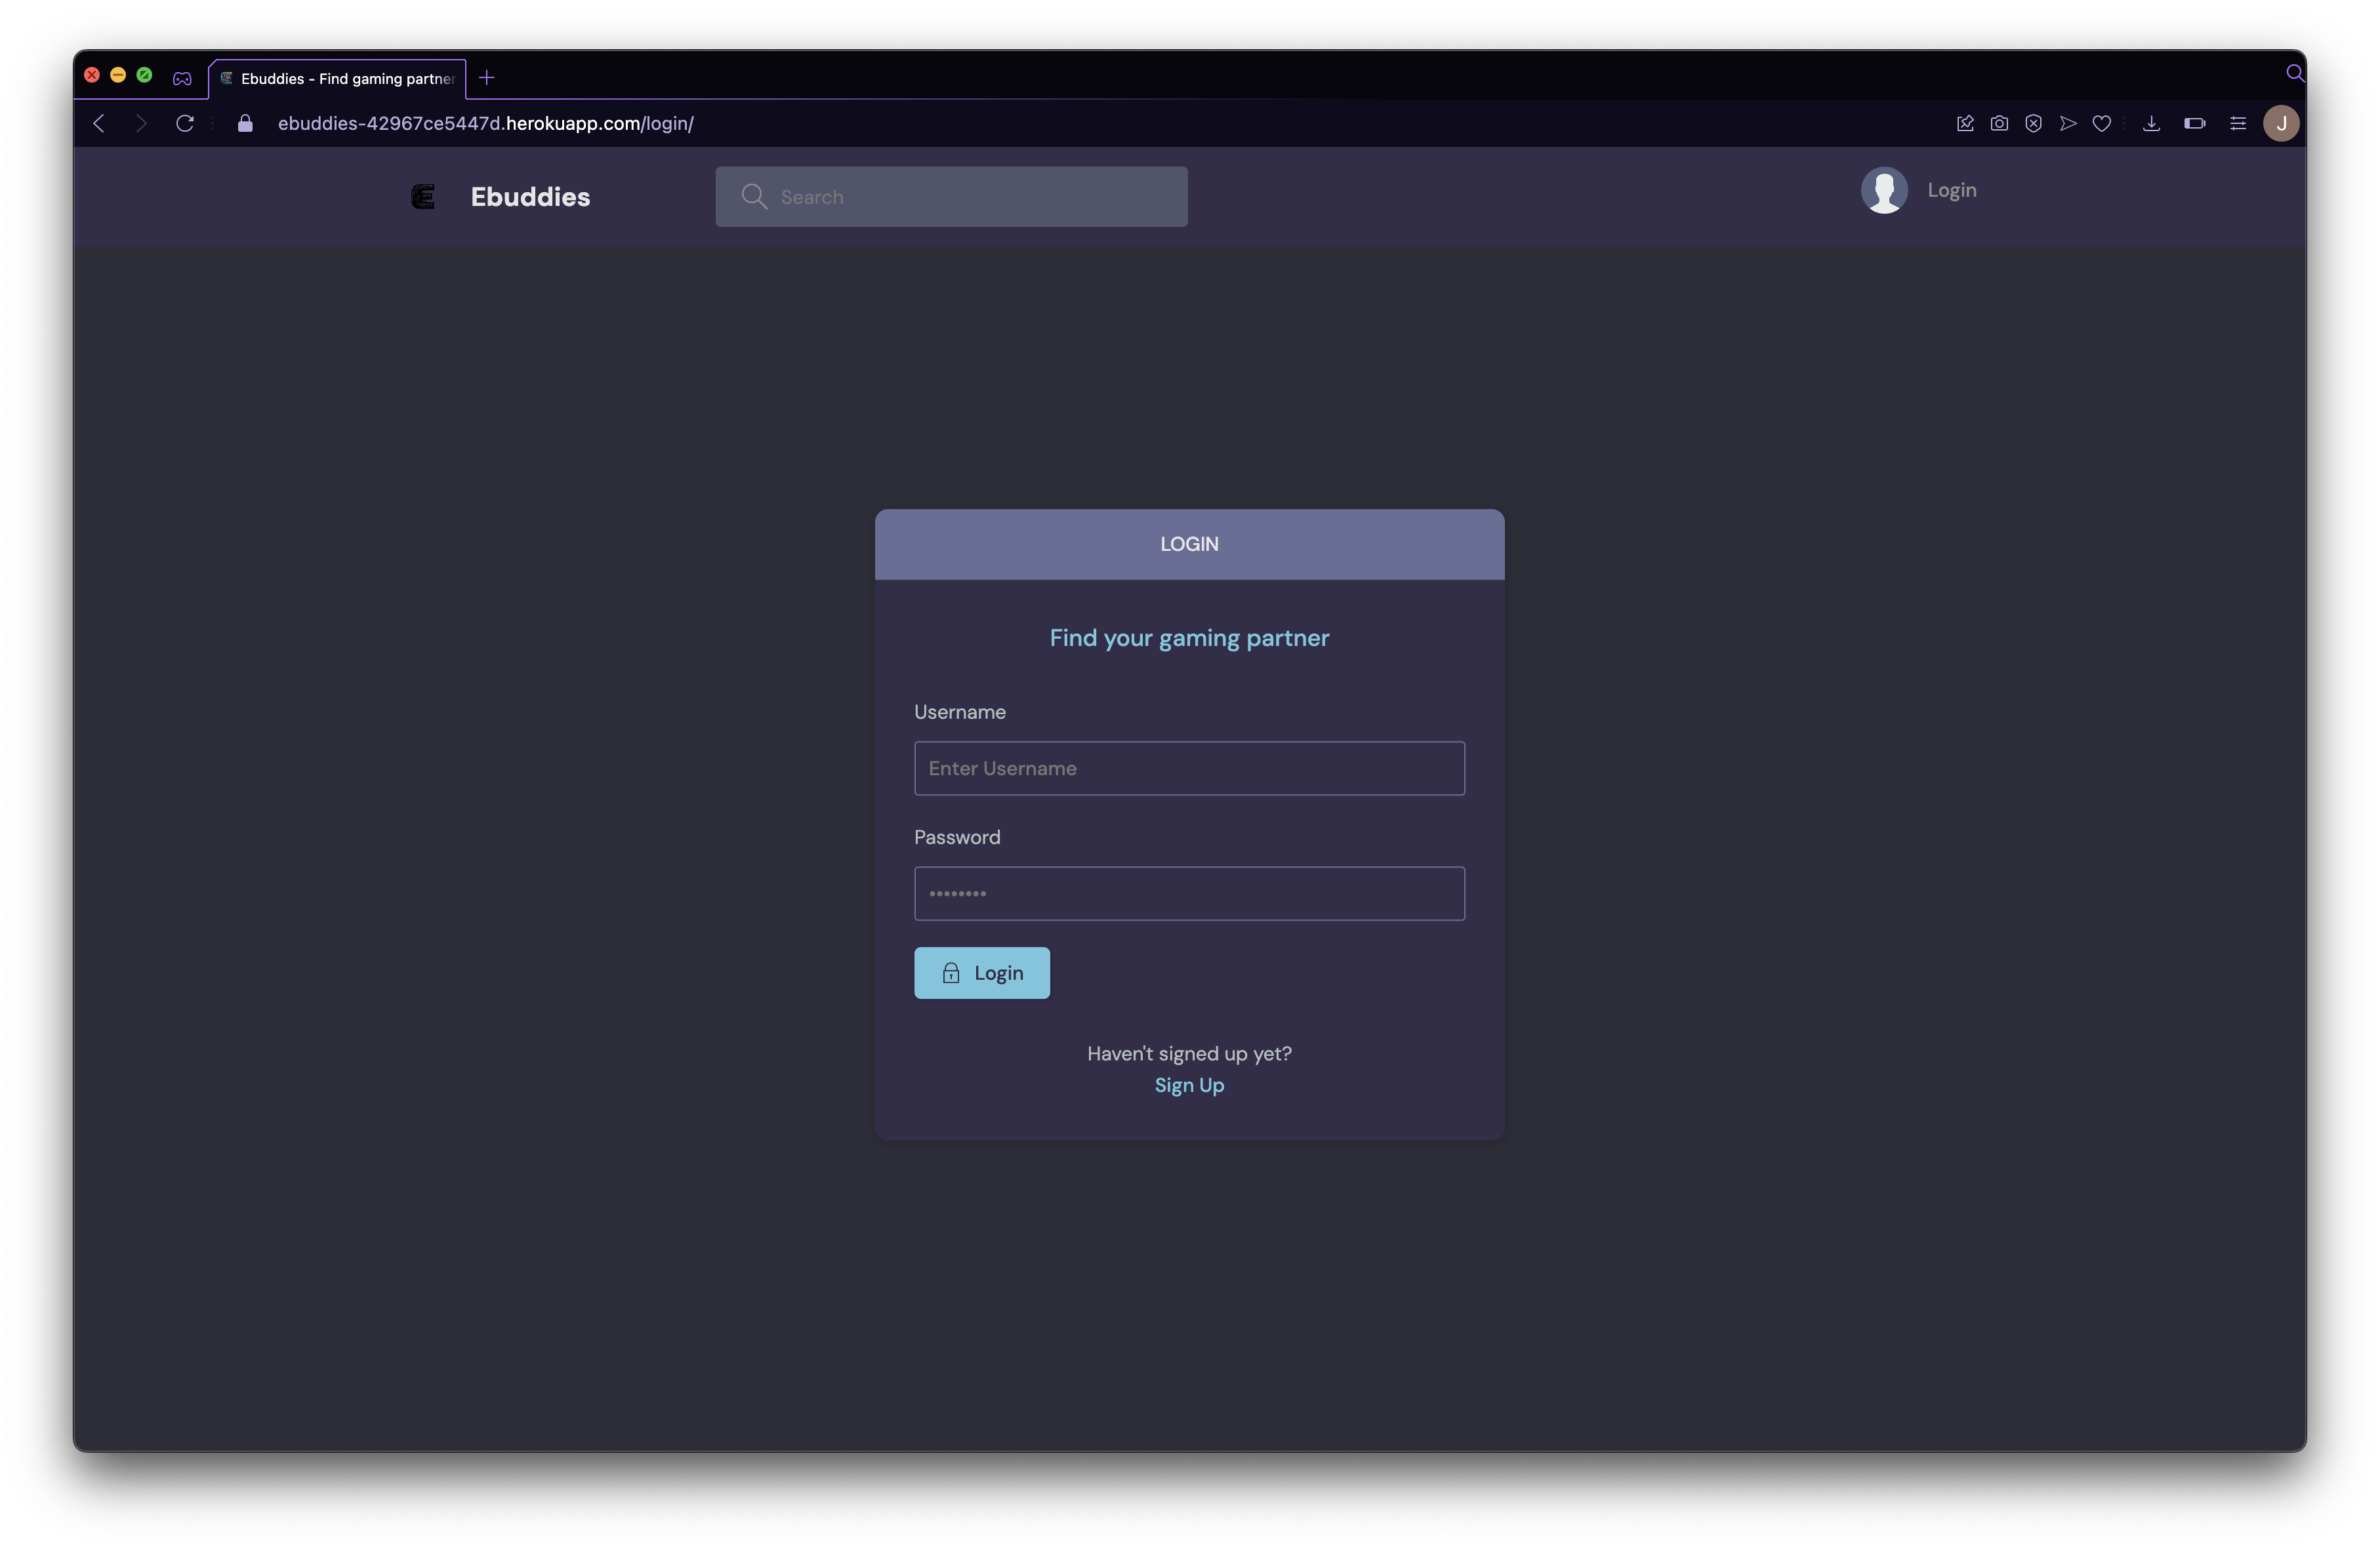 Ebuddies - Find gaming partner
ebuddies-42967ce5447d.herokuapp.com/login/
J
Ebuddies
Search
Login
LOGIN
Find your gaming partner
Username
Enter Username
Password
••••••••
Login
Haven't signed up yet?
Sign Up